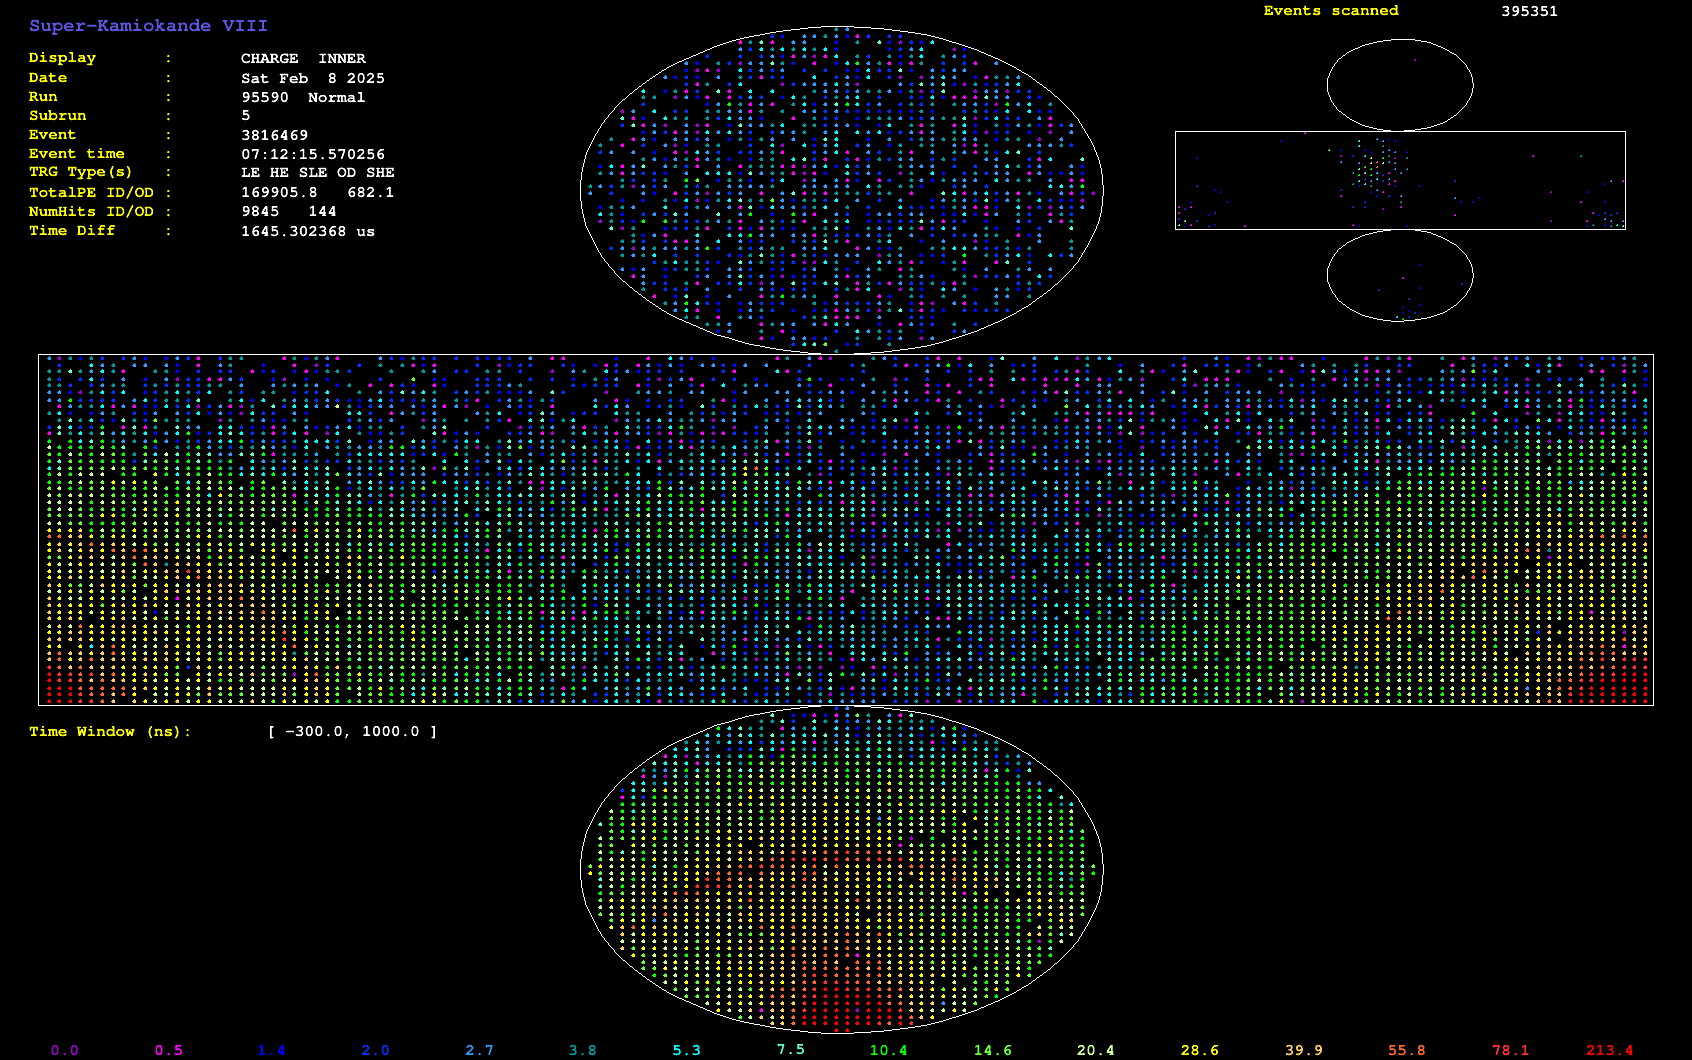 Super-Kamiokande VIII
Events scanned 395351
Display : CHARGE INNER
Date : Sat Feb 8 2025
Run : 95590 Normal
Subrun : 5
Event : 3816469
Event time : 07:12:15.570256
TRG Type(s) : LE HE SLE OD SHE
TotalPE ID/OD : 169905.8 682.1
NumHits ID/OD : 9845 144
Time Diff : 1645.302368 us
Time Window (ns): [ -300.0, 1000.0 ]
0.0 0.5 1.4 2.0 2.7 3.8 5.3 7.5 10.4 14.6 20.4 28.6 39.9 55.8 78.1 213.4